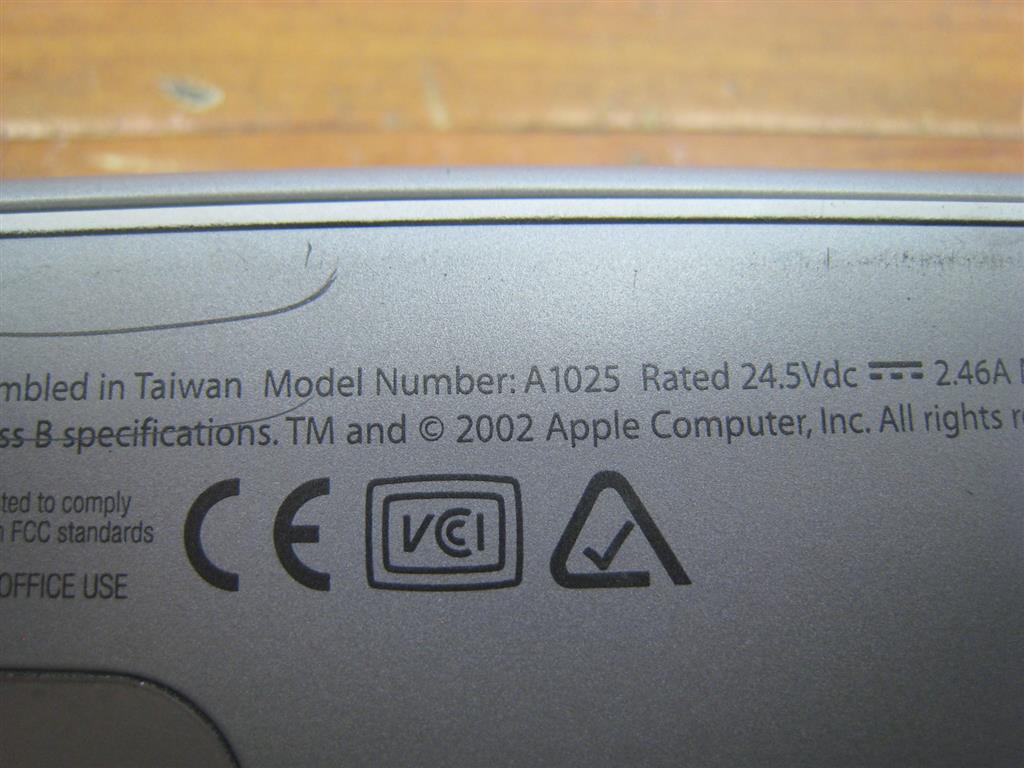 mbled in Taiwan Model Number: A1025 Rated 24.5Vdc 2.46A
ss B specifications. TM and © 2002 Apple Computer, Inc. All rights r
ted to comply
FCC standards
OFFICE USE
CE
VCCI